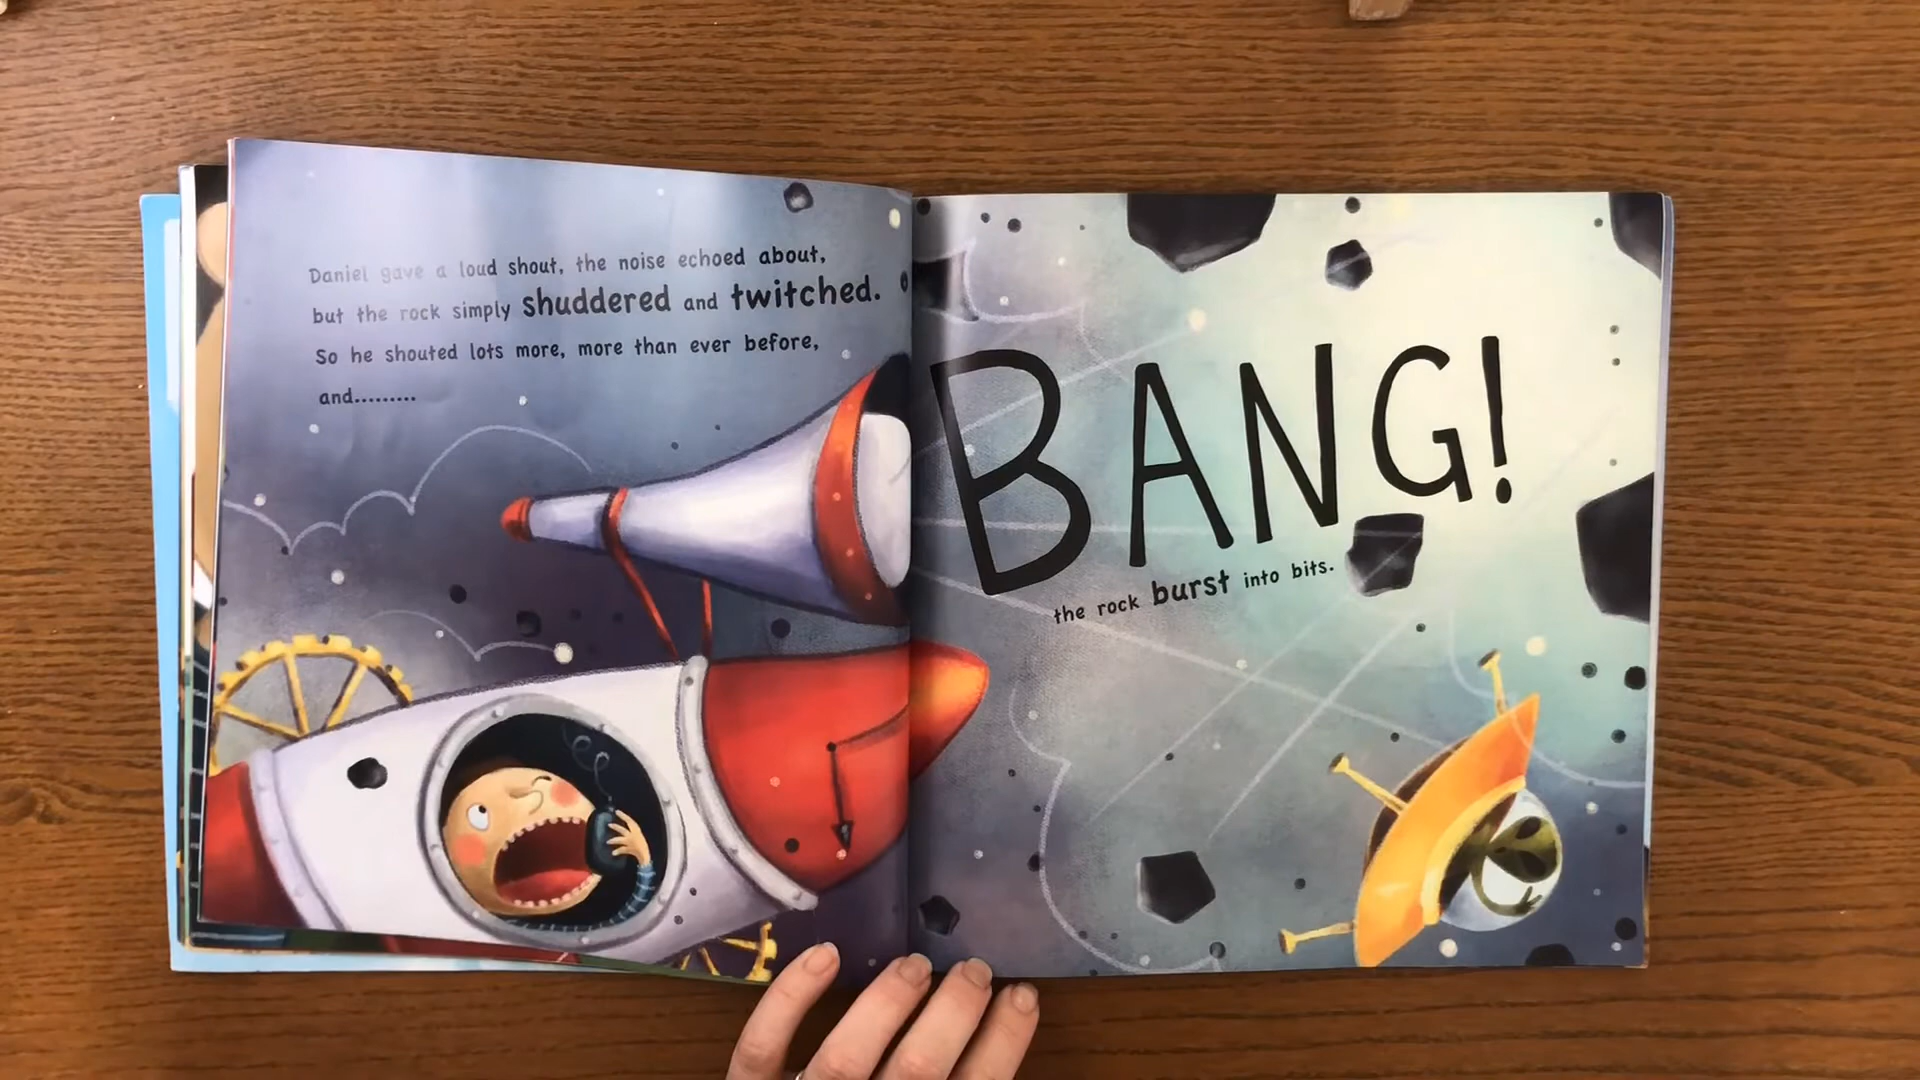 Daniel gave a loud shout, the noise echoed about,
but the rock simply shuddered and twitched.
So he shouted lots more, more than ever before,
and.........
BANG!
the rock burst into bits.